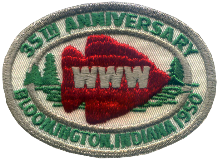 35TH ANNIVERSARY
WWW
BLOOMINGTON, INDIANA 1950